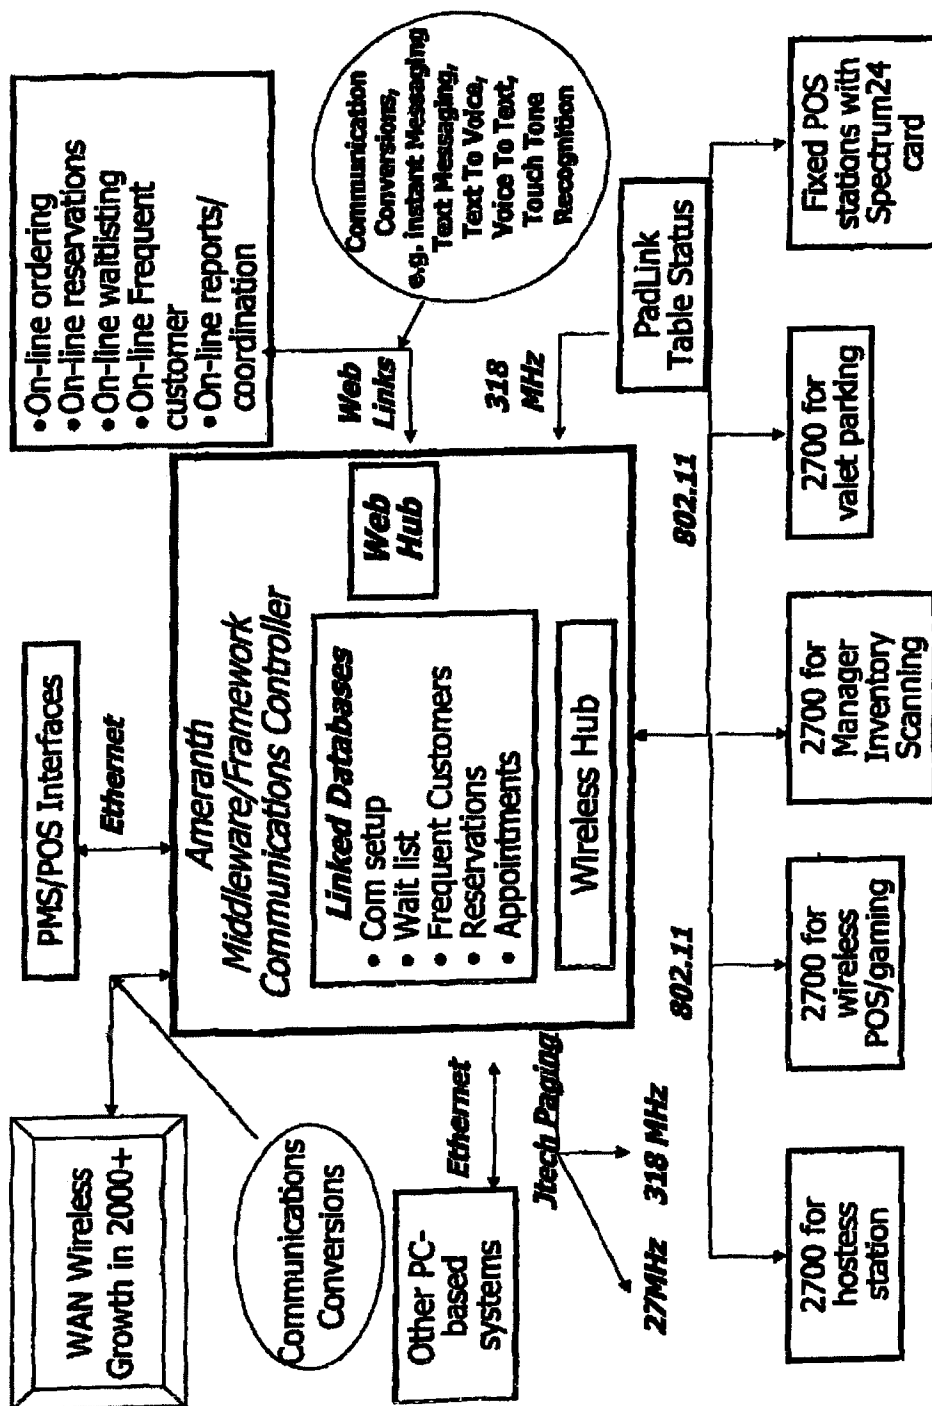 WAN Wireless
Growth in 2000+
PMS/POS Interfaces
•On-line ordering
•On-line reservations
•On-line waitlisting
•On-line Frequent
customer
•On-line reports/
coordination
Communications
Conversions
Ethernet
Web
Links
Communication
Conversions,
e.g. instant Messaging
Text Messaging,
Text To Voice,
Voice To Text,
Touch Tone
Recognition
Ameranth
Middleware/Framework
Communications Controller
Linked Databases
• Com setup
• Wait list
• Frequent Customers
• Reservations
• Appointments
Web
Hub
Wireless Hub
Other PC-
based
systems
Ethernet
Jtech Paging
27MHz 318 MHz
318
MHz
PadLink
Table Status
802.11
802.11
2700 for
hostess
station
2700 for
wireless
POS/gaming
2700 for
Manager
Inventory
Scanning
2700 for
valet parking
Fixed POS
stations with
Spectrum24
card